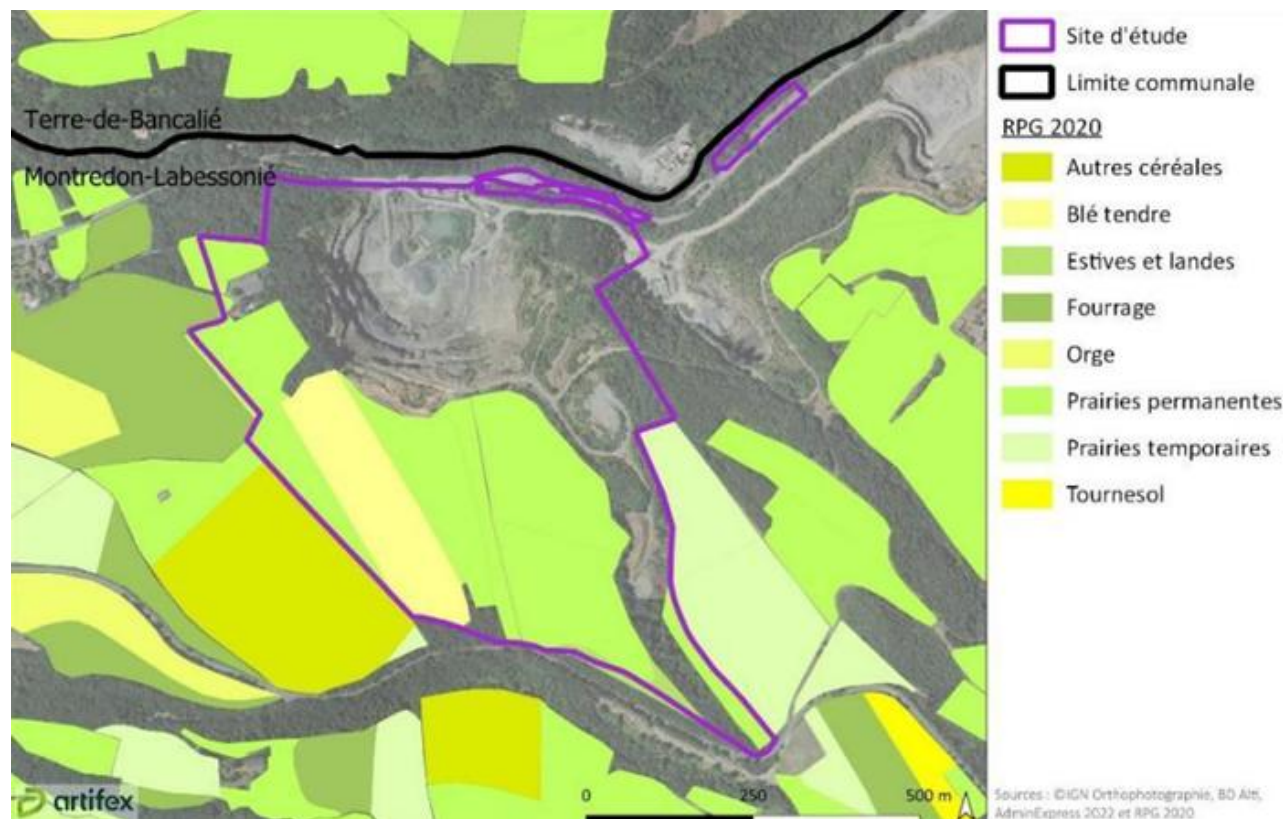 Terre-de-Bancalié
Montredon-Labessonié
artifex
0 250 500 m
Site d'étude
Limite communale
RPG 2020
Autres céréales
Blé tendre
Estives et landes
Fourrage
Orge
Prairies permanentes
Prairies temporaires
Tournesol
Sources : ©IGN Orthophotographie, BD Alti,
AdminExpress 2022 et RPG 2020